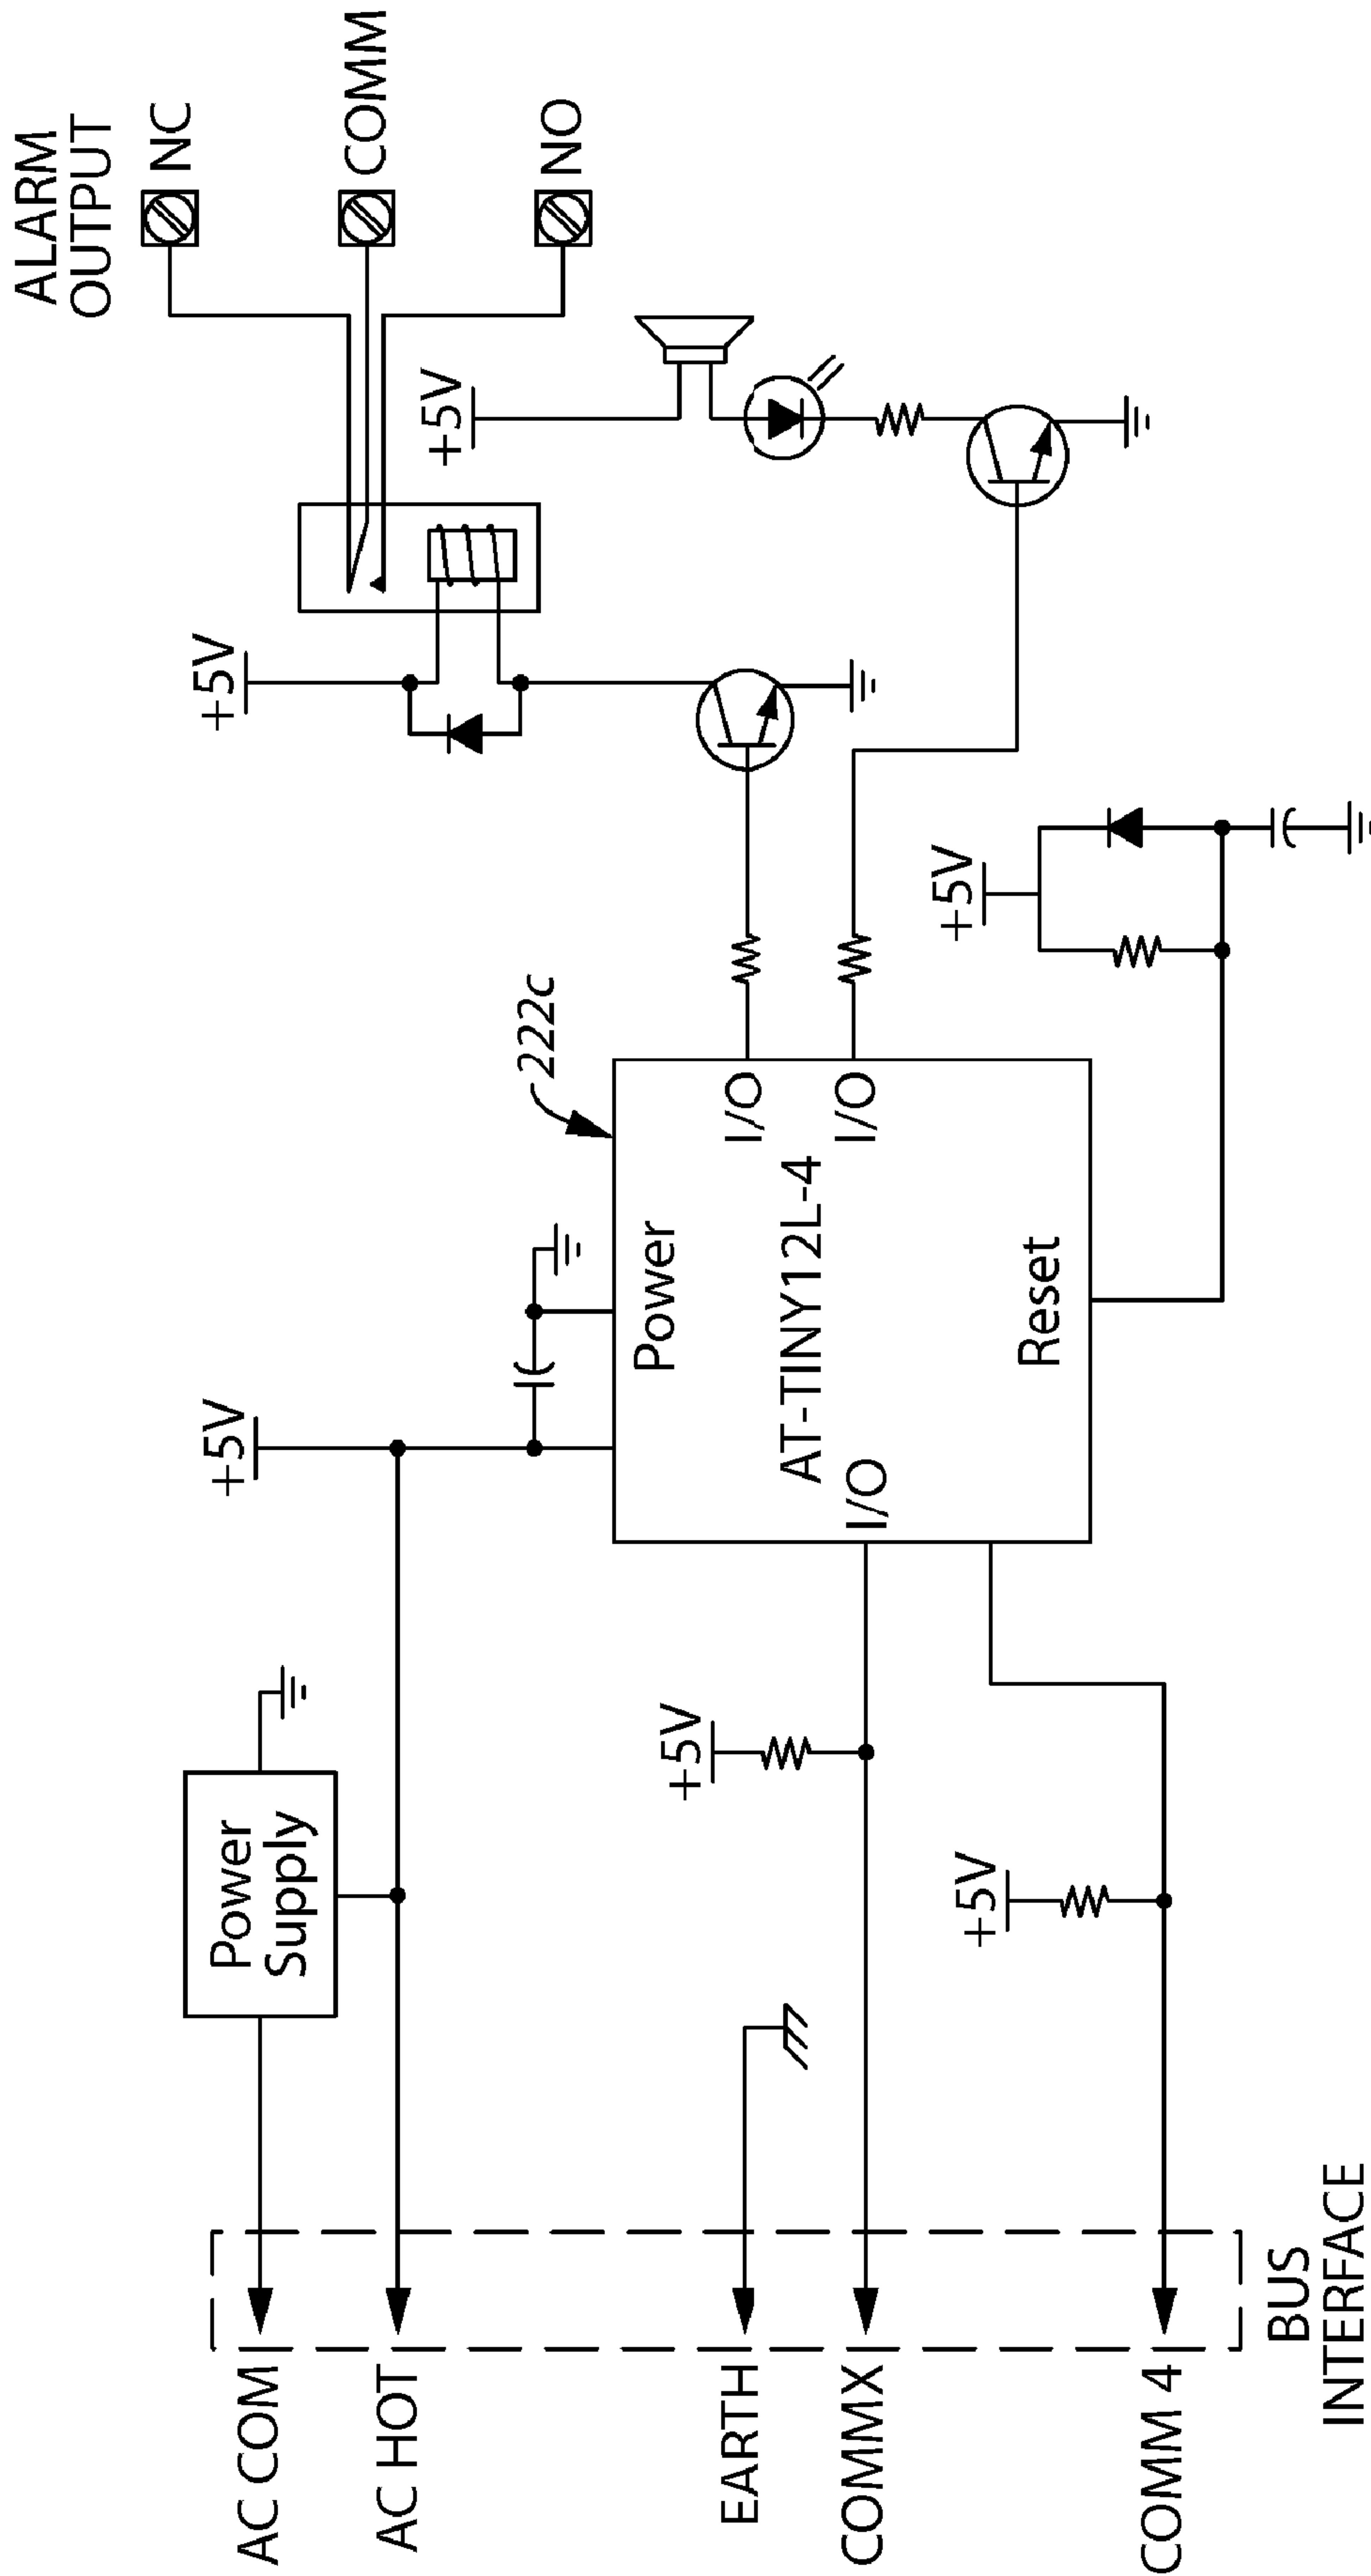 ALARM
OUTPUT
NC
COMM
NO
+5V
+5V
+5V
+5V
+5V
+5V
222c
Power
Supply
Power
I/O
I/O
I/O
AT-TINY12L-4
Reset
AC COM
AC HOT
EARTH
COMMX
COMM 4
BUS
INTERFACE